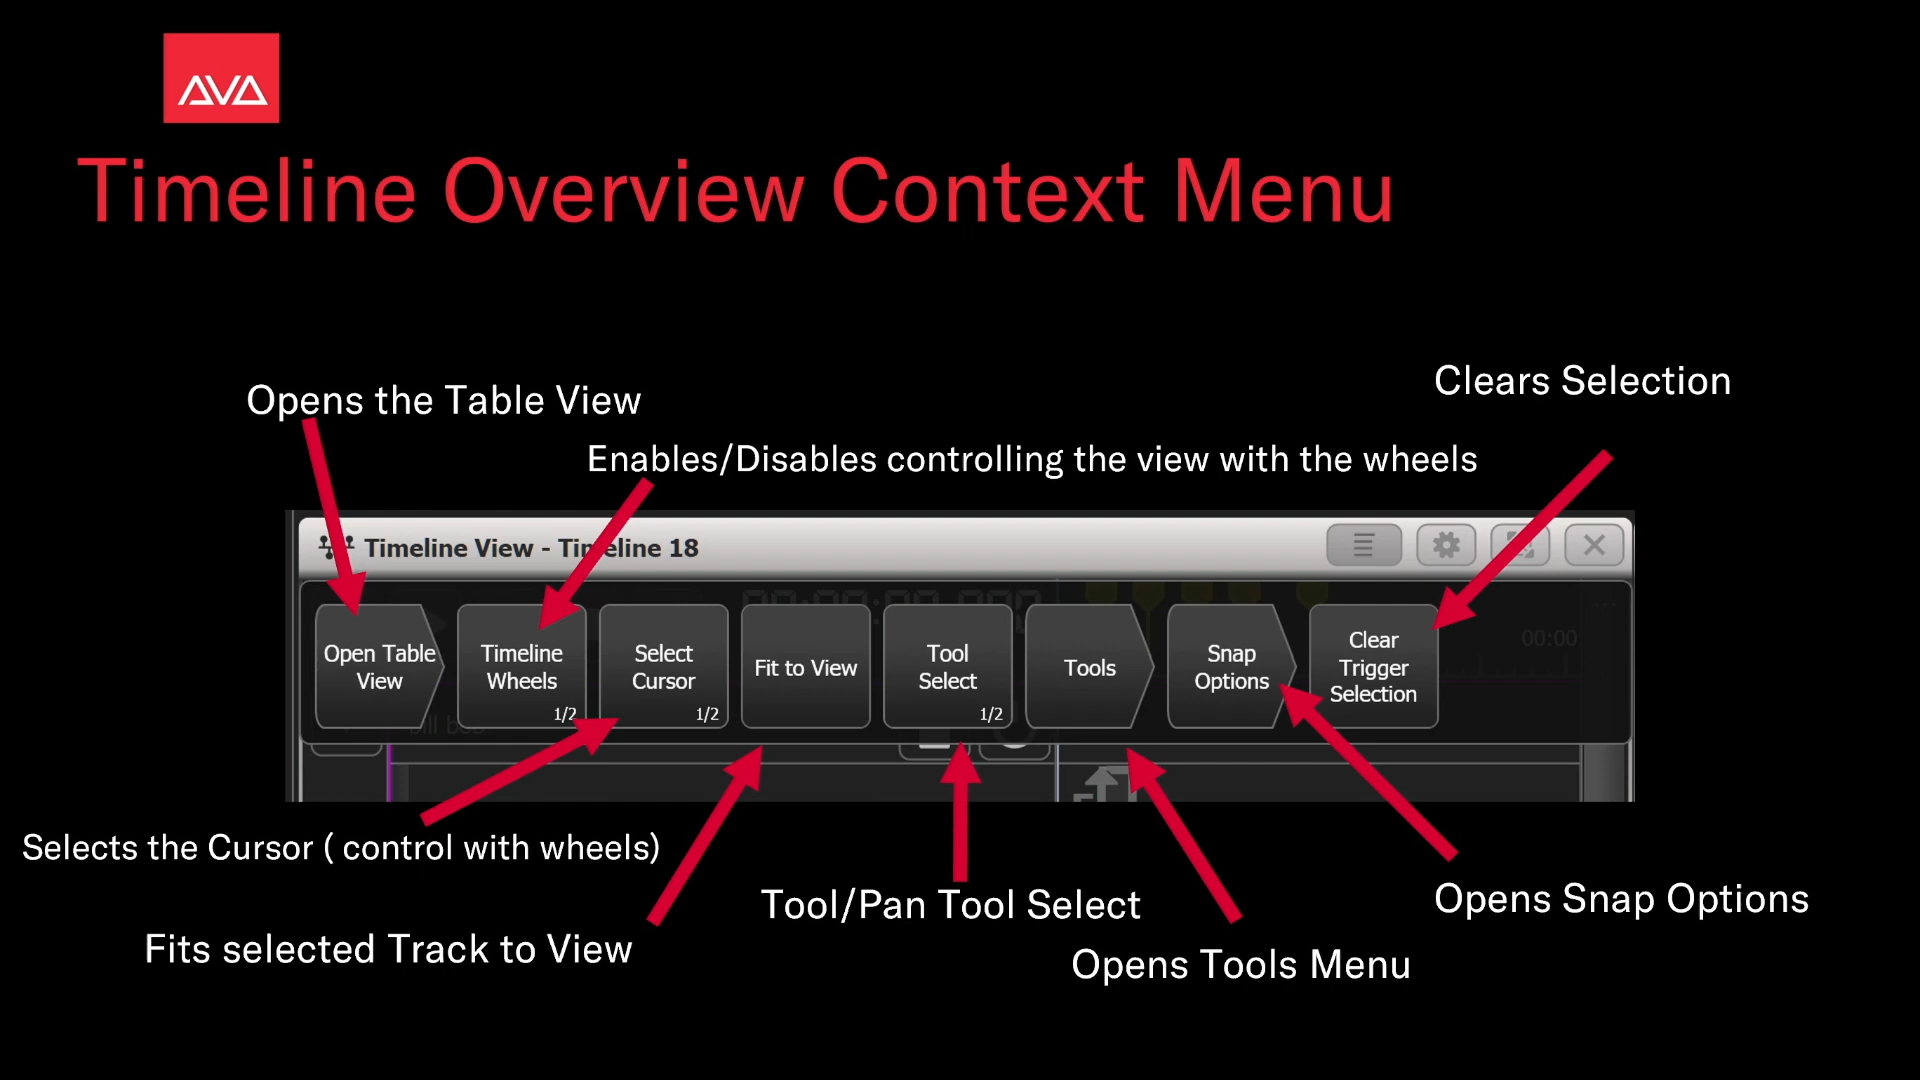 AVA
Timeline Overview Context Menu
Opens the Table View
Clears Selection
Enables/Disables controlling the view with the wheels
Timeline View - Timeline 18
Open Table
View
Timeline
Wheels
1/2
Select
Cursor
1/2
Fit to View
Tool
Select
1/2
Tools
Snap
Options
Clear
Trigger
Selection
00:00
Selects the Cursor ( control with wheels)
Fits selected Track to View
Tool/Pan Tool Select
Opens Tools Menu
Opens Snap Options